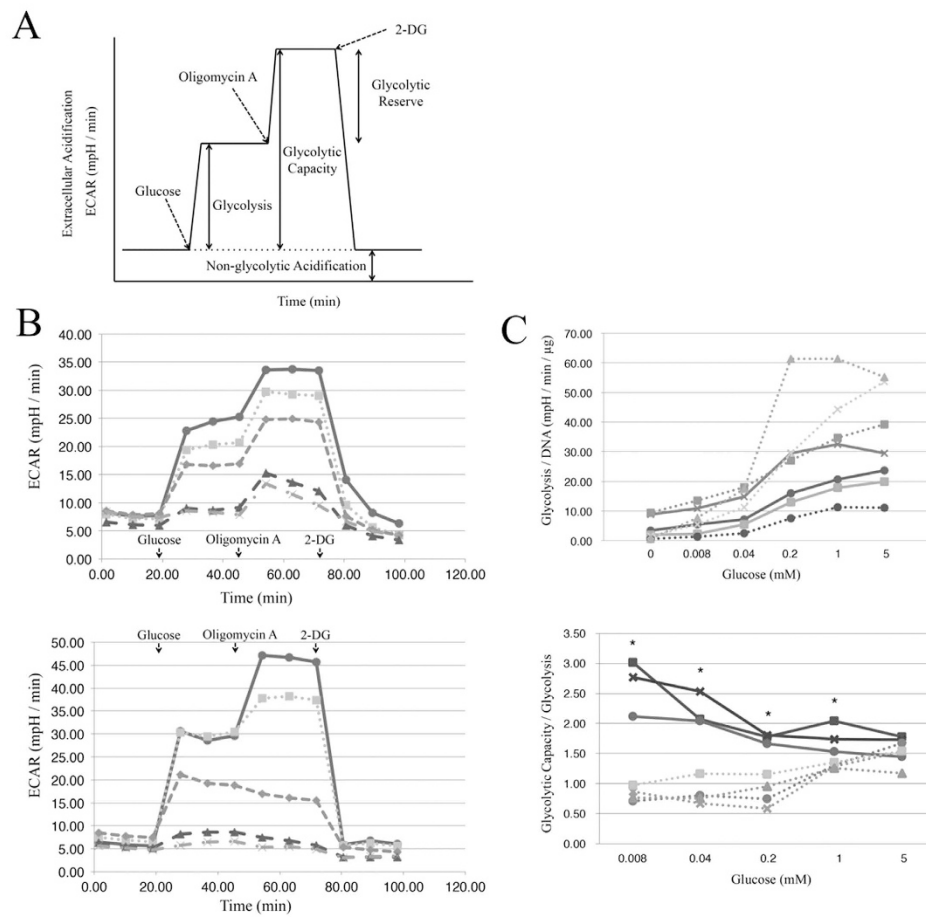 A
2-DG
Oligomycin A
Glycolytic
Reserve
Extracellular Acidification
ECAR (mpH / min)
Glycolytic
Capacity
Glucose
Glycolysis
Non-glycolytic Acidification
Time (min)
B
40.00
35.00
30.00
25.00
20.00
15.00
10.00
5.00
0.00
ECAR (mpH / min)
Glucose
Oligomycin A
2-DG
0.00 20.00 40.00 60.00 80.00 100.00 120.00
Time (min)
50.00
45.00
40.00
35.00
30.00
25.00
20.00
15.00
10.00
5.00
0.00
ECAR (mpH / min)
Glucose
Oligomycin A
2-DG
0.00 20.00 40.00 60.00 80.00 100.00 120.00
Time (min)
C
70.00
60.00
50.00
40.00
30.00
20.00
10.00
0.00
Glycolysis / DNA (mpH / min / µg)
0 0.008 0.04 0.2 1 5
Glucose (mM)
3.50
3.00
2.50
2.00
1.50
1.00
0.50
0.00
Glycolytic Capacity / Glycolysis
* * * *
0.008 0.04 0.2 1 5
Glucose (mM)